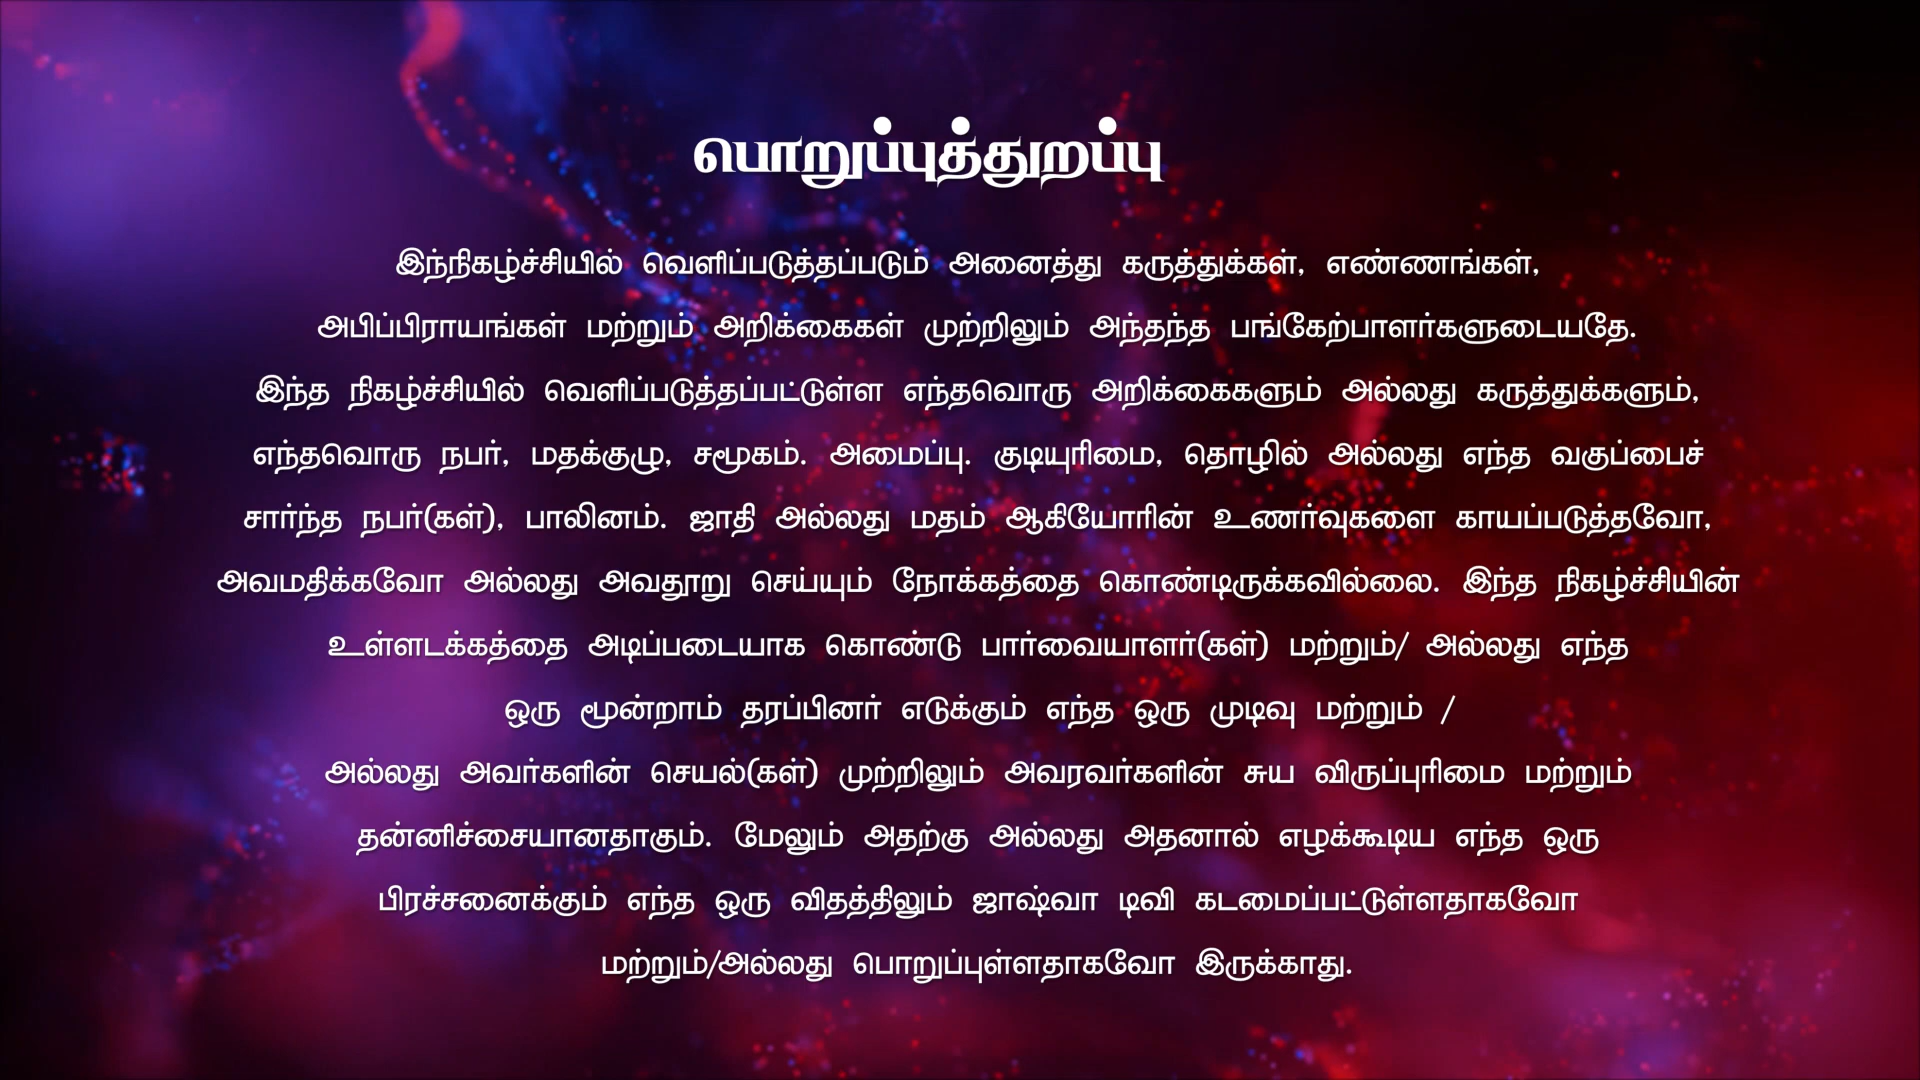 பொறுப்புத்துறப்பு
இந்நிகழ்ச்சியில் வெளிப்படுத்தப்படும் அனைத்து கருத்துக்கள், எண்ணங்கள்,
அபிப்பிராயங்கள் மற்றும் அறிக்கைகள் முற்றிலும் அந்தந்த பங்கேற்பாளர்களுடையதே.
இந்த நிகழ்ச்சியில் வெளிப்படுத்தப்பட்டுள்ள எந்தவொரு அறிக்கைகளும் அல்லது கருத்துக்களும்,
எந்தவொரு நபர், மதக்குழு, சமூகம். அமைப்பு. குடியுரிமை, தொழில் அல்லது எந்த வகுப்பைச்
சார்ந்த நபர்(கள்), பாலினம். ஜாதி அல்லது மதம் ஆகியோரின் உணர்வுகளை காயப்படுத்தவோ,
அவமதிக்கவோ அல்லது அவதூறு செய்யும் நோக்கத்தை கொண்டிருக்கவில்லை. இந்த நிகழ்ச்சியின்
உள்ளடக்கத்தை அடிப்படையாக கொண்டு பார்வையாளர்(கள்) மற்றும்/ அல்லது எந்த
ஒரு மூன்றாம் தரப்பினர் எடுக்கும் எந்த ஒரு முடிவு மற்றும் /
அல்லது அவர்களின் செயல்(கள்) முற்றிலும் அவரவர்களின் சுய விருப்புரிமை மற்றும்
தன்னிச்சையானதாகும். மேலும் அதற்கு அல்லது அதனால் எழக்கூடிய எந்த ஒரு
பிரச்சனைக்கும் எந்த ஒரு விதத்திலும் ஜாஷ்வா டிவி கடமைப்பட்டுள்ளதாகவோ
மற்றும்/அல்லது பொறுப்புள்ளதாகவோ இருக்காது.